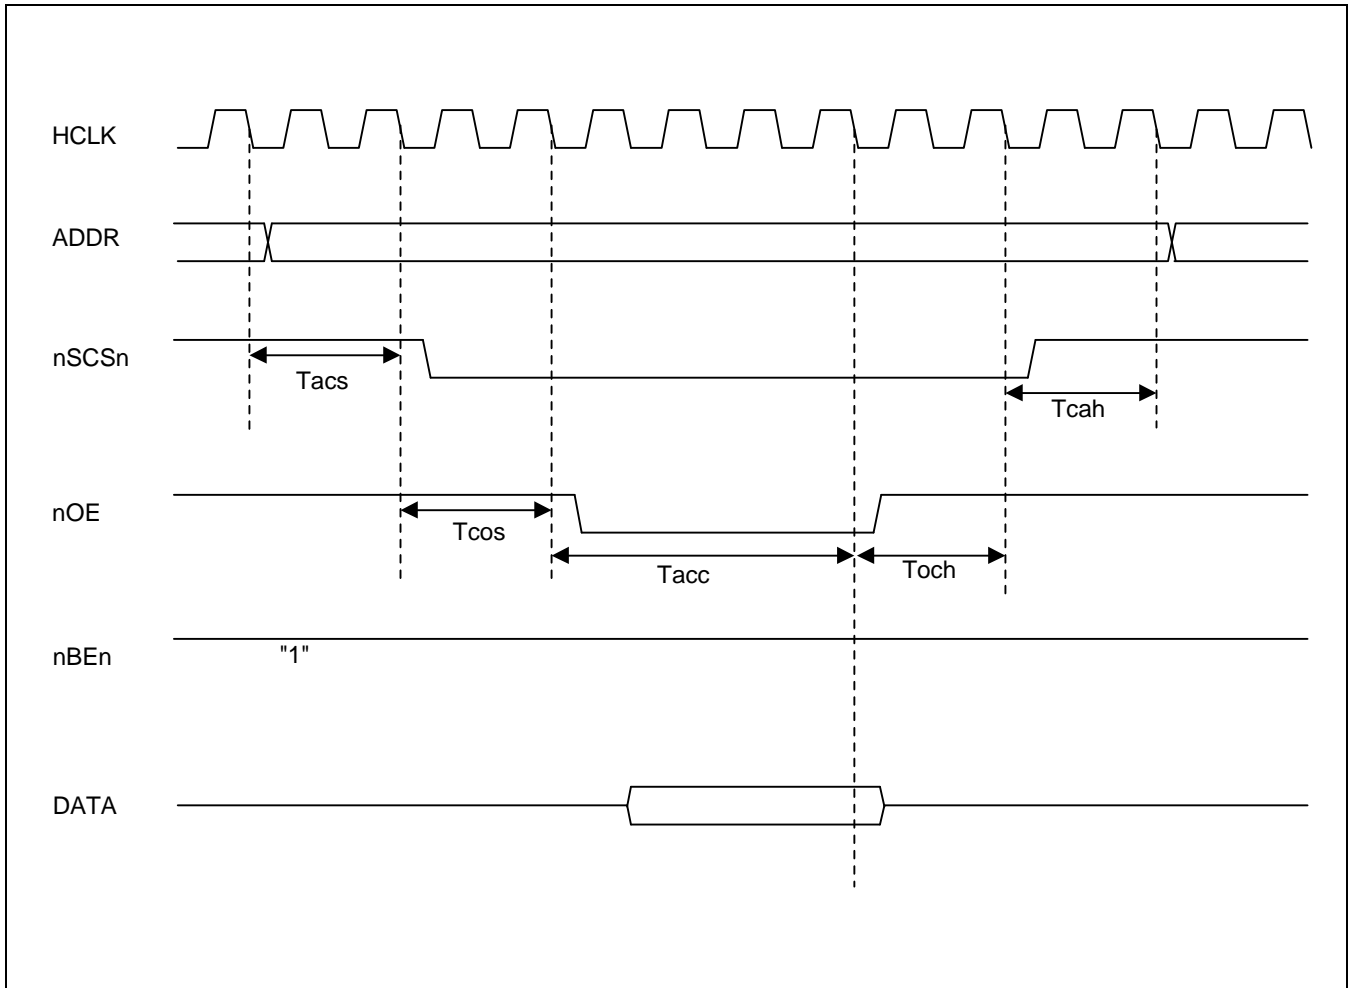 HCLK
ADDR
nSCSn
Tacs
Tcah
nOE
Tcos
Tacc
Toch
nBEn
"1"
DATA